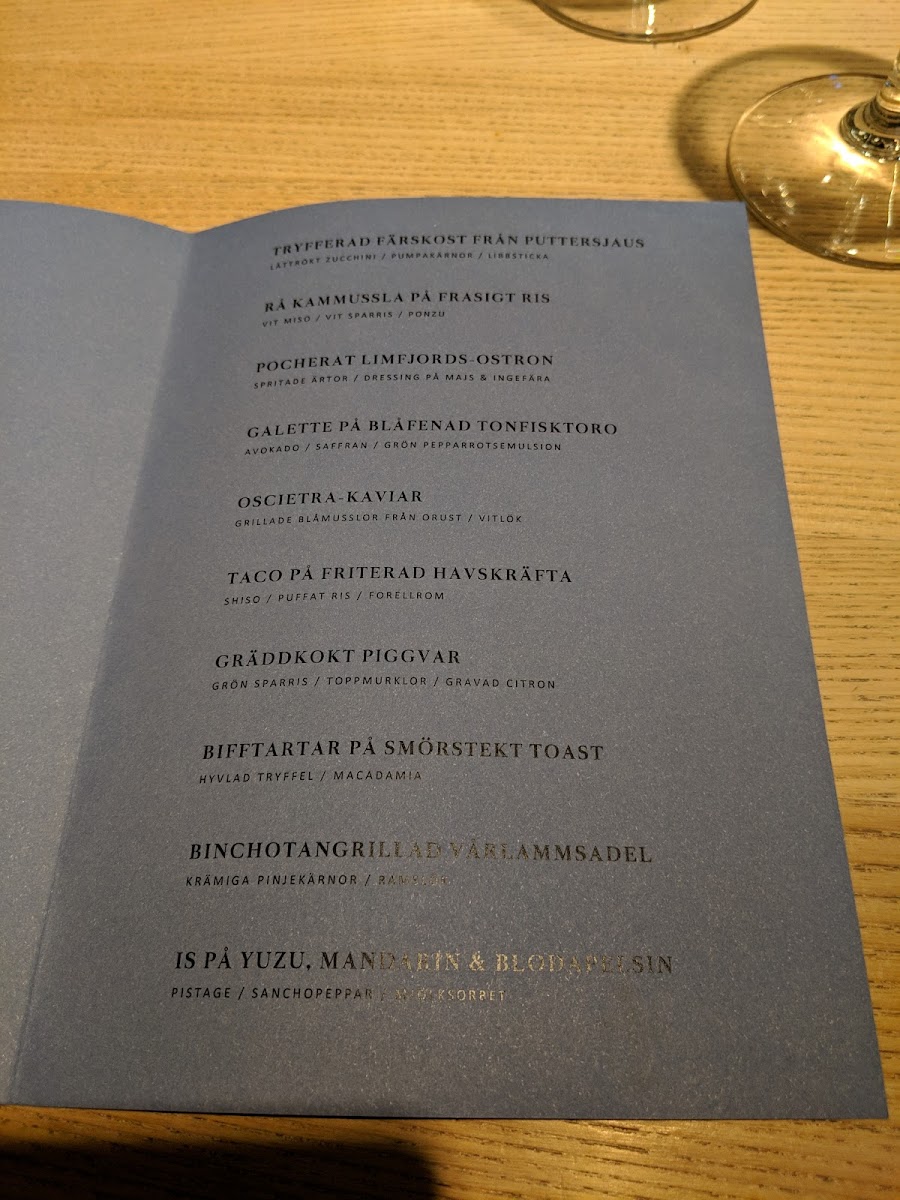 TRYFFERAD FÄRSKOST FRÅN PUTTERSJAUS
LÄTTRÖKT ZUCCHINI / PUMPAKÄRNOR / LIBBSTICKA
RÅ KAMMUSSLA PÅ FRASIGT RIS
VIT MISO / VIT SPARRIS / PONZU
POCHERAT LIMFJORDS-OSTRON
SPRITADE ÄRTOR / DRESSING PÅ MAJS & INGEFÄRA
GALETTE PÅ BLÅFENAD TONFISKTORO
AVOKADO / SAFFRAN / GRÖN PEPPARROTSEMULSION
OSCIETRA-KAVIAR
GRILLADE BLÅMUSSLOR FRÅN ORUST / VITLÖK
TACO PÅ FRITERAD HAVSKRÄFTA
SHISO / PUFFAT RIS / FORELLROM
GRÄDDKOKT PIGGVAR
GRÖN SPARRIS / TOPPMURKLOR / GRAVAD CITRON
BIFFTARTAR PÅ SMÖRSTEKT TOAST
HYVLAD TRYFFEL / MACADAMIA
BINCHOTANGRILLAD VÅRLAMMSADEL
KRÄMIGA PINJEKÄRNOR / RAMSLÖK
IS PÅ YUZU, MANDARIN & BLODAPELSIN
PISTAGE / SANCHOPEPPAR /